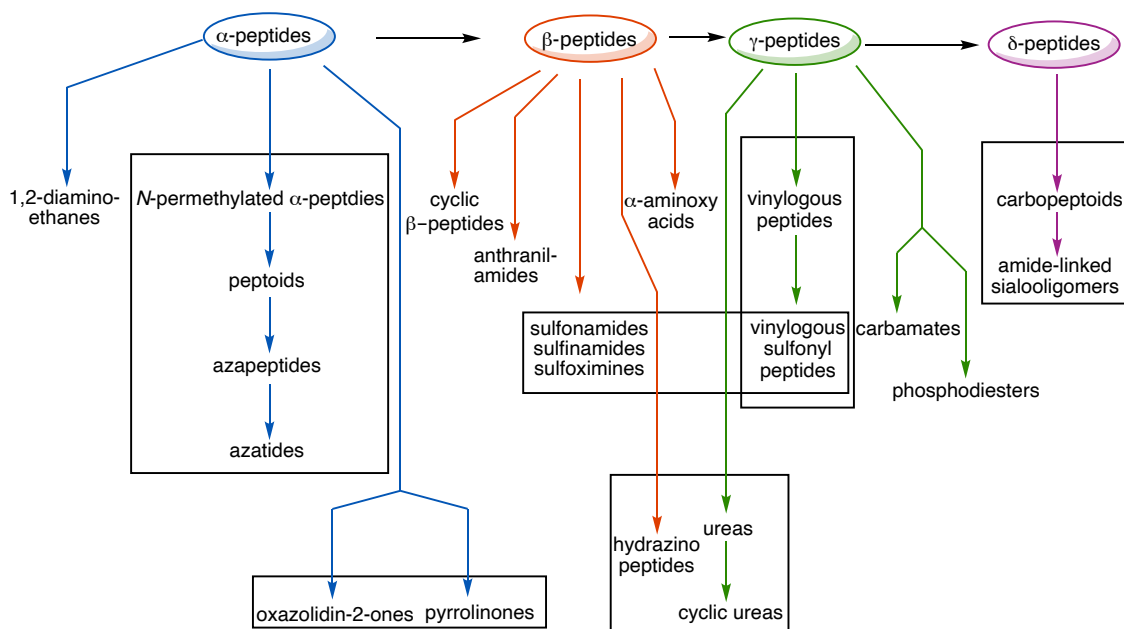 α-peptides
β-peptides
γ-peptides
δ-peptides
1,2-diamino-
ethanes
N-permethylated α-peptdies
peptoids
azapeptides
azatides
oxazolidin-2-ones
pyrrolinones
cyclic
β−peptides
anthranil-
amides
sulfonamides
sulfinamides
sulfoximines
hydrazino
peptides
α-aminoxy
acids
vinylogous
peptides
vinylogous
sulfonyl
peptides
ureas
cyclic ureas
carbamates
phosphodiesters
carbopeptoids
amide-linked
sialooligomers